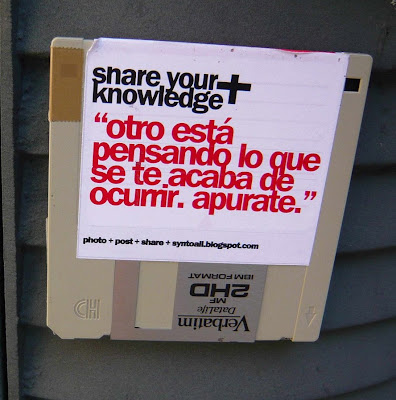 share your +
knowledge
“otro está
pensando lo que
se te acaba de
ocurrir. apurate.”
photo + post + share + syntoall.blogspot.com
HD
Verbatim
DataLife
MF
2HD
IBM FORMAT